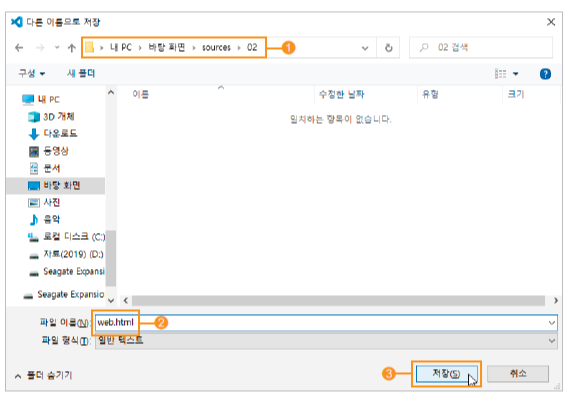 다른 이름으로 저장
내 PC > 바탕 화면 > sources > 02
1
02 검색
구성
새 폴더
이름
수정한 날짜
유형
크기
일치하는 항목이 없습니다.
내 PC
3D 개체
다운로드
동영상
문서
바탕 화면
사진
음악
로컬 디스크 (C:)
자료(2019) (D:)
Seagate Expansi
Seagate Expansio
파일 이름(N): web.html
2
파일 형식(T): 일반 텍스트
폴더 숨기기
3
저장(S)
취소